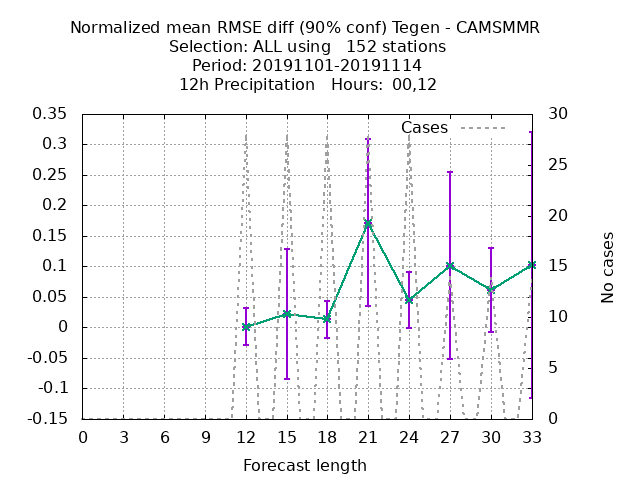 Normalized mean RMSE diff (90% conf) Tegen - CAMSMMR
Selection: ALL using   152 stations
Period: 20191101-20191114
12h Precipitation   Hours:  00,12
Cases
0.35
0.3
0.25
0.2
0.15
0.1
0.05
0
-0.05
-0.1
-0.15
30
25
20
15
10
5
0
No cases
0 3 6 9 12 15 18 21 24 27 30 33
Forecast length